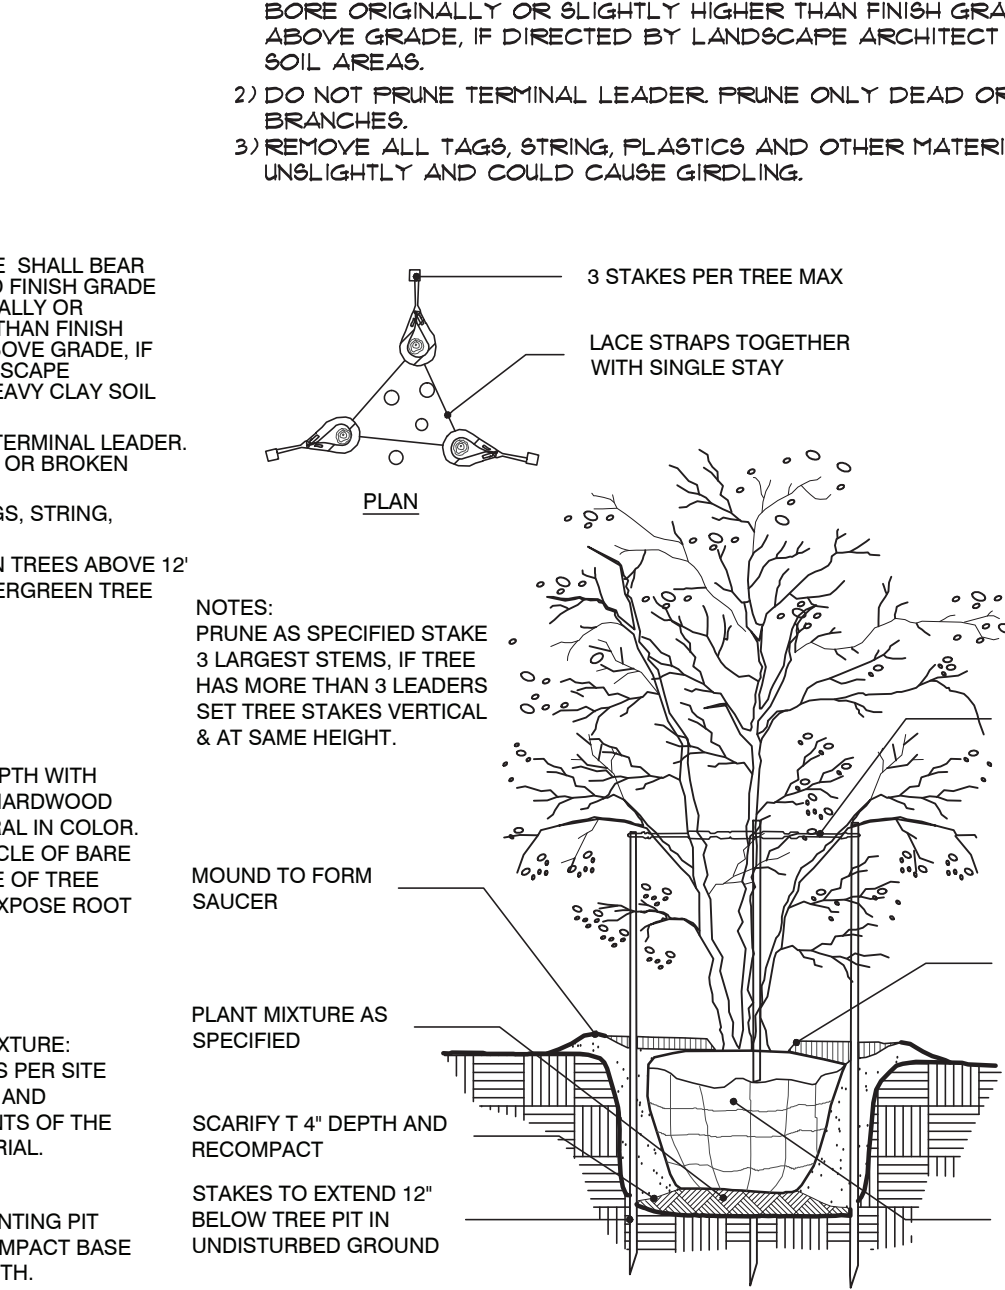 BORE ORIGINALLY OR SLIGHTLY HIGHER THAN FINISH GRA
ABOVE GRADE, IF DIRECTED BY LANDSCAPE ARCHITECT
SOIL AREAS.
2) DO NOT PRUNE TERMINAL LEADER. PRUNE ONLY DEAD OR
BRANCHES.
3) REMOVE ALL TAGS, STRING, PLASTICS AND OTHER MATERI
UNSLIGHTLY AND COULD CAUSE GIRDLING.
E SHALL BEAR
O FINISH GRADE
ALLY OR
THAN FINISH
BOVE GRADE, IF
SCAPE
EAVY CLAY SOIL
TERMINAL LEADER.
OR BROKEN
GS, STRING,
N TREES ABOVE 12'
ERGREEN TREE
3 STAKES PER TREE MAX
LACE STRAPS TOGETHER
WITH SINGLE STAY
PLAN
NOTES:
PRUNE AS SPECIFIED STAKE
3 LARGEST STEMS, IF TREE
HAS MORE THAN 3 LEADERS
SET TREE STAKES VERTICAL
& AT SAME HEIGHT.
PTH WITH
HARDWOOD
RAL IN COLOR.
CLE OF BARE
E OF TREE
XPOSE ROOT
MOUND TO FORM
SAUCER
PLANT MIXTURE AS
SPECIFIED
XTURE:
S PER SITE
AND
NTS OF THE
RIAL.
SCARIFY T 4" DEPTH AND
RECOMPACT
STAKES TO EXTEND 12"
BELOW TREE PIT IN
UNDISTURBED GROUND
NTING PIT
MPACT BASE
TH.